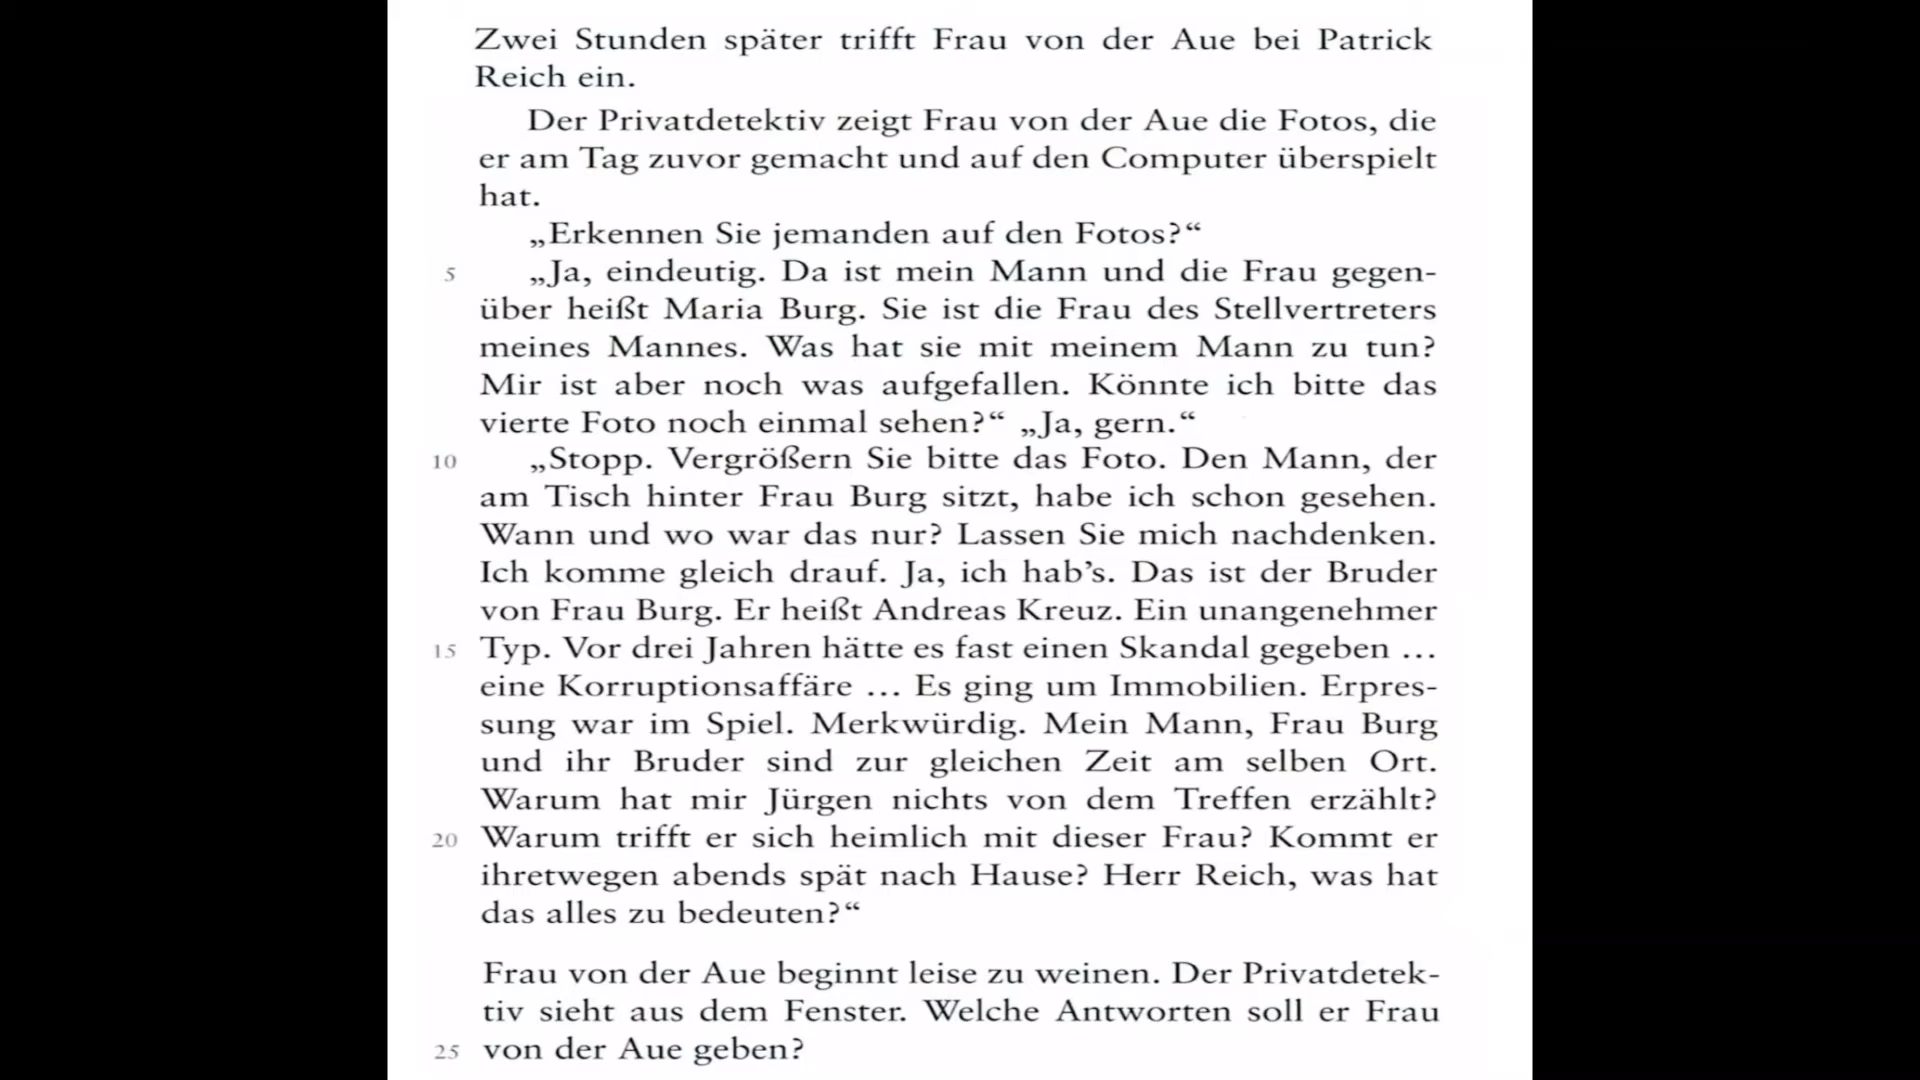 Zwei Stunden später trifft Frau von der Aue bei Patrick
Reich ein.
Der Privatdetektiv zeigt Frau von der Aue die Fotos, die
er am Tag zuvor gemacht und auf den Computer überspielt
hat.
„Erkennen Sie jemanden auf den Fotos?“
5 „Ja, eindeutig. Da ist mein Mann und die Frau gegen-
über heißt Maria Burg. Sie ist die Frau des Stellvertreters
meines Mannes. Was hat sie mit meinem Mann zu tun?
Mir ist aber noch was aufgefallen. Könnte ich bitte das
vierte Foto noch einmal sehen?“ „Ja, gern.“
10 „Stopp. Vergrößern Sie bitte das Foto. Den Mann, der
am Tisch hinter Frau Burg sitzt, habe ich schon gesehen.
Wann und wo war das nur? Lassen Sie mich nachdenken.
Ich komme gleich drauf. Ja, ich hab’s. Das ist der Bruder
von Frau Burg. Er heißt Andreas Kreuz. Ein unangenehmer
15 Typ. Vor drei Jahren hätte es fast einen Skandal gegeben ...
eine Korruptionsaffäre ... Es ging um Immobilien. Erpres-
sung war im Spiel. Merkwürdig. Mein Mann, Frau Burg
und ihr Bruder sind zur gleichen Zeit am selben Ort.
Warum hat mir Jürgen nichts von dem Treffen erzählt?
20 Warum trifft er sich heimlich mit dieser Frau? Kommt er
ihretwegen abends spät nach Hause? Herr Reich, was hat
das alles zu bedeuten?“
Frau von der Aue beginnt leise zu weinen. Der Privatdetek-
tiv sieht aus dem Fenster. Welche Antworten soll er Frau
25 von der Aue geben?